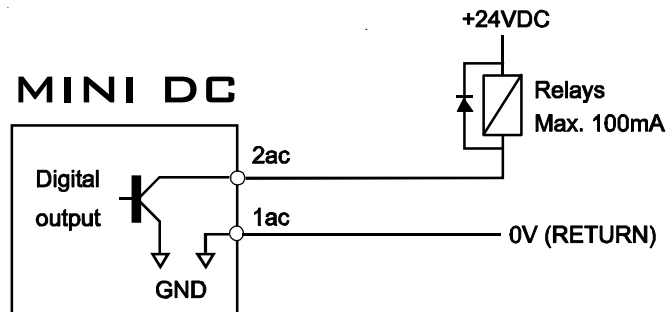 +24VDC
MINI DC
Relays
Max. 100mA
2ac
Digital
output
1ac
0V (RETURN)
GND